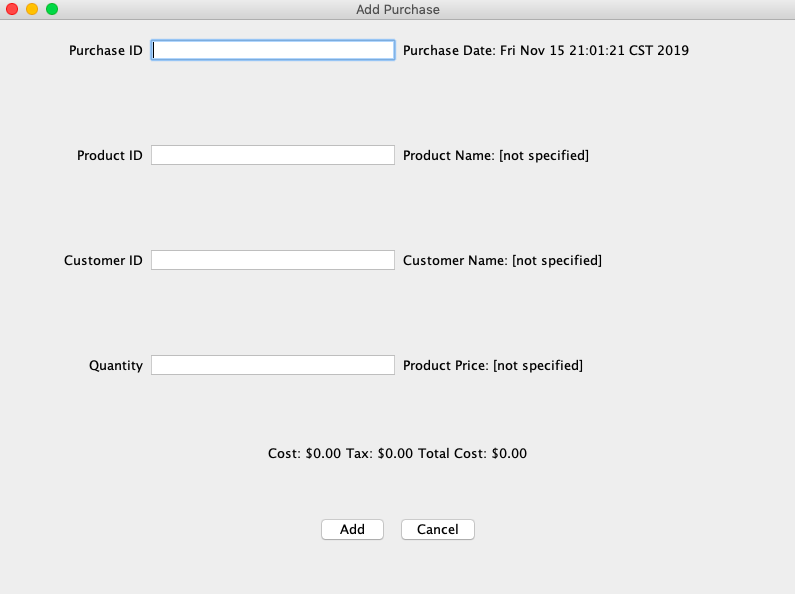 Add Purchase
Purchase ID Purchase Date: Fri Nov 15 21:01:21 CST 2019
Product ID Product Name: [not specified]
Customer ID Customer Name: [not specified]
Quantity Product Price: [not specified]
Cost: $0.00 Tax: $0.00 Total Cost: $0.00
Add Cancel